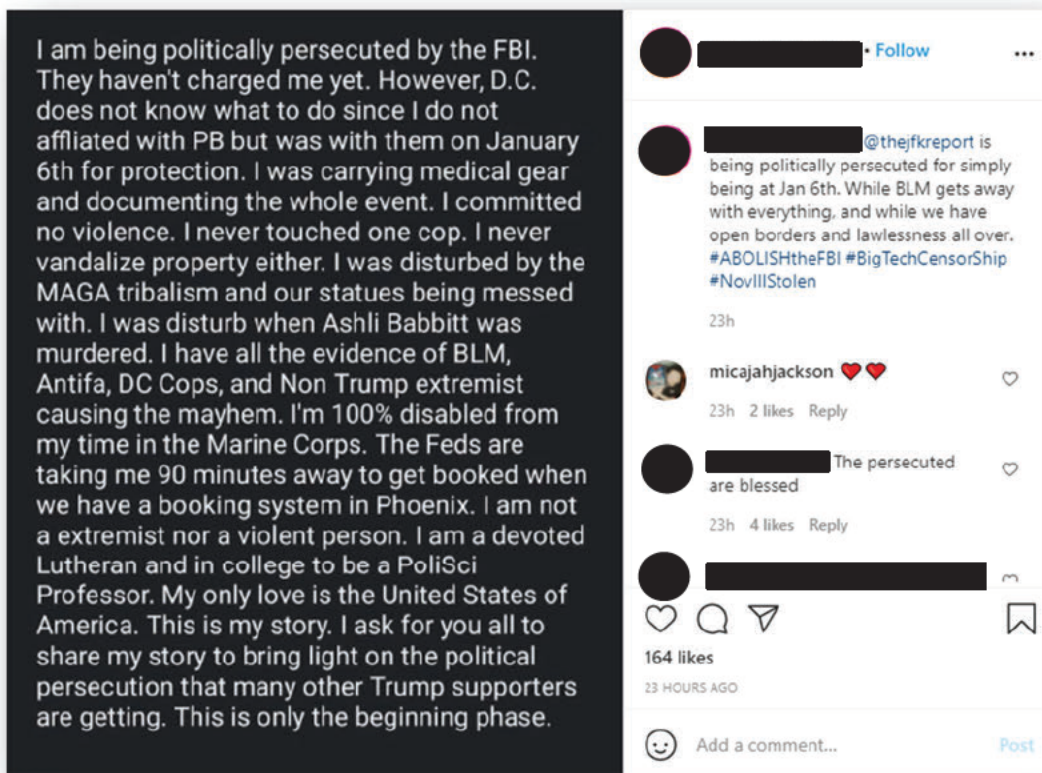 I am being politically persecuted by the FBI.
They haven't charged me yet. However, D.C.
does not know what to do since I do not
affliated with PB but was with them on January
6th for protection. I was carrying medical gear
and documenting the whole event. I committed
no violence. I never touched one cop. I never
vandalize property either. I was disturbed by the
MAGA tribalism and our statues being messed
with. I was disturb when Ashli Babbitt was
murdered. I have all the evidence of BLM,
Antifa, DC Cops, and Non Trump extremist
causing the mayhem. I'm 100% disabled from
my time in the Marine Corps. The Feds are
taking me 90 minutes away to get booked when
we have a booking system in Phoenix. I am not
a extremist nor a violent person. I am a devoted
Lutheran and in college to be a PoliSci
Professor. My only love is the United States of
America. This is my story. I ask for you all to
share my story to bring light on the political
persecution that many other Trump supporters
are getting. This is only the beginning phase.
• Follow
@thejfkreport is
being politically persecuted for simply
being at Jan 6th. While BLM gets away
with everything, and while we have
open borders and lawlessness all over.
#ABOLISHtheFBI #BigTechCensorShip
#NovIIIStolen
23h
micajahjackson ❤️❤️
23h 2 likes Reply
The persecuted
are blessed
23h 4 likes Reply
164 likes
23 HOURS AGO
Add a comment... Post